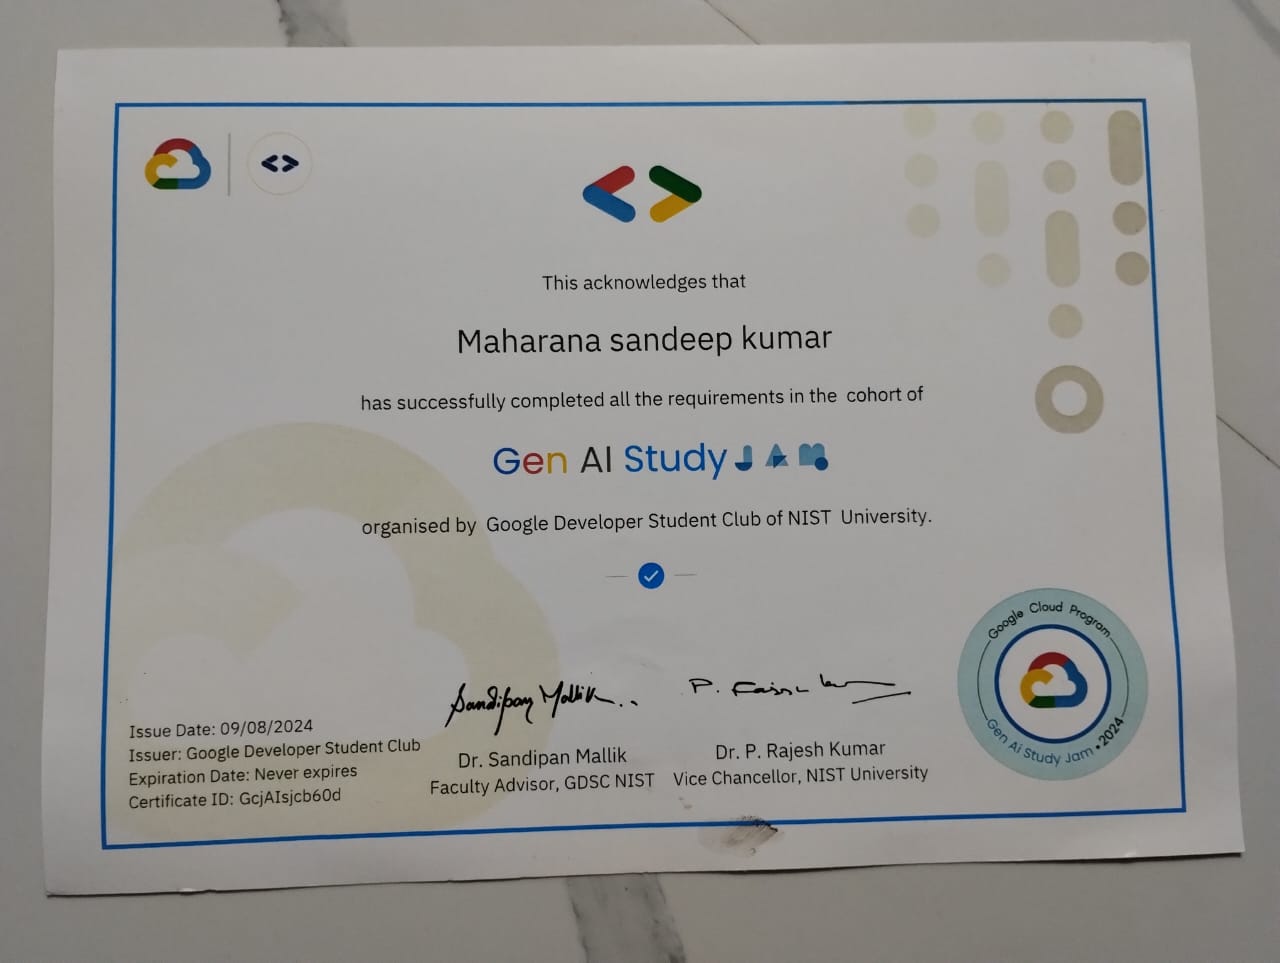 <>
This acknowledges that
Maharana sandeep kumar
has successfully completed all the requirements in the cohort of
Gen AI Study JAM
organised by Google Developer Student Club of NIST University.
Sandipan Mallik..
P.
Issue Date: 09/08/2024
Issuer: Google Developer Student Club
Expiration Date: Never expires
Certificate ID: GcjAIsjcb60d
Dr. Sandipan Mallik
Faculty Advisor, GDSC NIST
Dr. P. Rajesh Kumar
Vice Chancellor, NIST University
Google Cloud Program
Gen Ai Study Jam • 2024